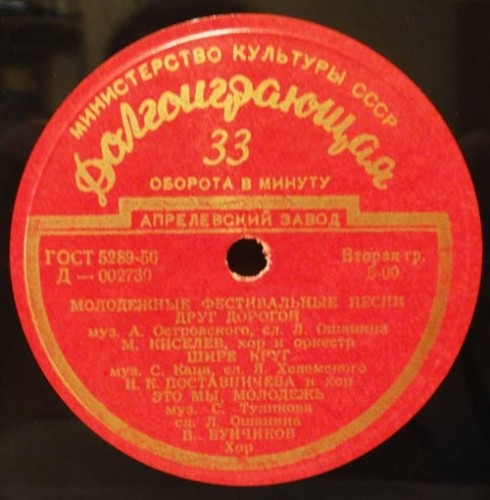 МИНИСТЕРСТВО КУЛЬТУРЫ СССР
Долгоиграющая
33
ОБОРОТА В МИНУТУ
АПРЕЛЕВСКИЙ ЗАВОД
ГОСТ 5289-56 Вторая гр.
Д — 002730 5-00
МОЛОДЕЖНЫЕ ФЕСТИВАЛЬНЫЕ ПЕСНИ
ДРУГ ДОРОГОЙ
муз. А. Островского, сл. Л. Ошанина
М. КИСЕЛЕВ, хор и оркестр
ШИРЕ КРУГ
муз. С. Каца, сл. Я. Хелемского
Н. К. ПОСТАВНИЧЕВА и хор
ЭТО МЫ, МОЛОДЕЖЬ
муз. С. Туликова
сл. Л. Ошанина
В. БУНЧИКОВ
Хор